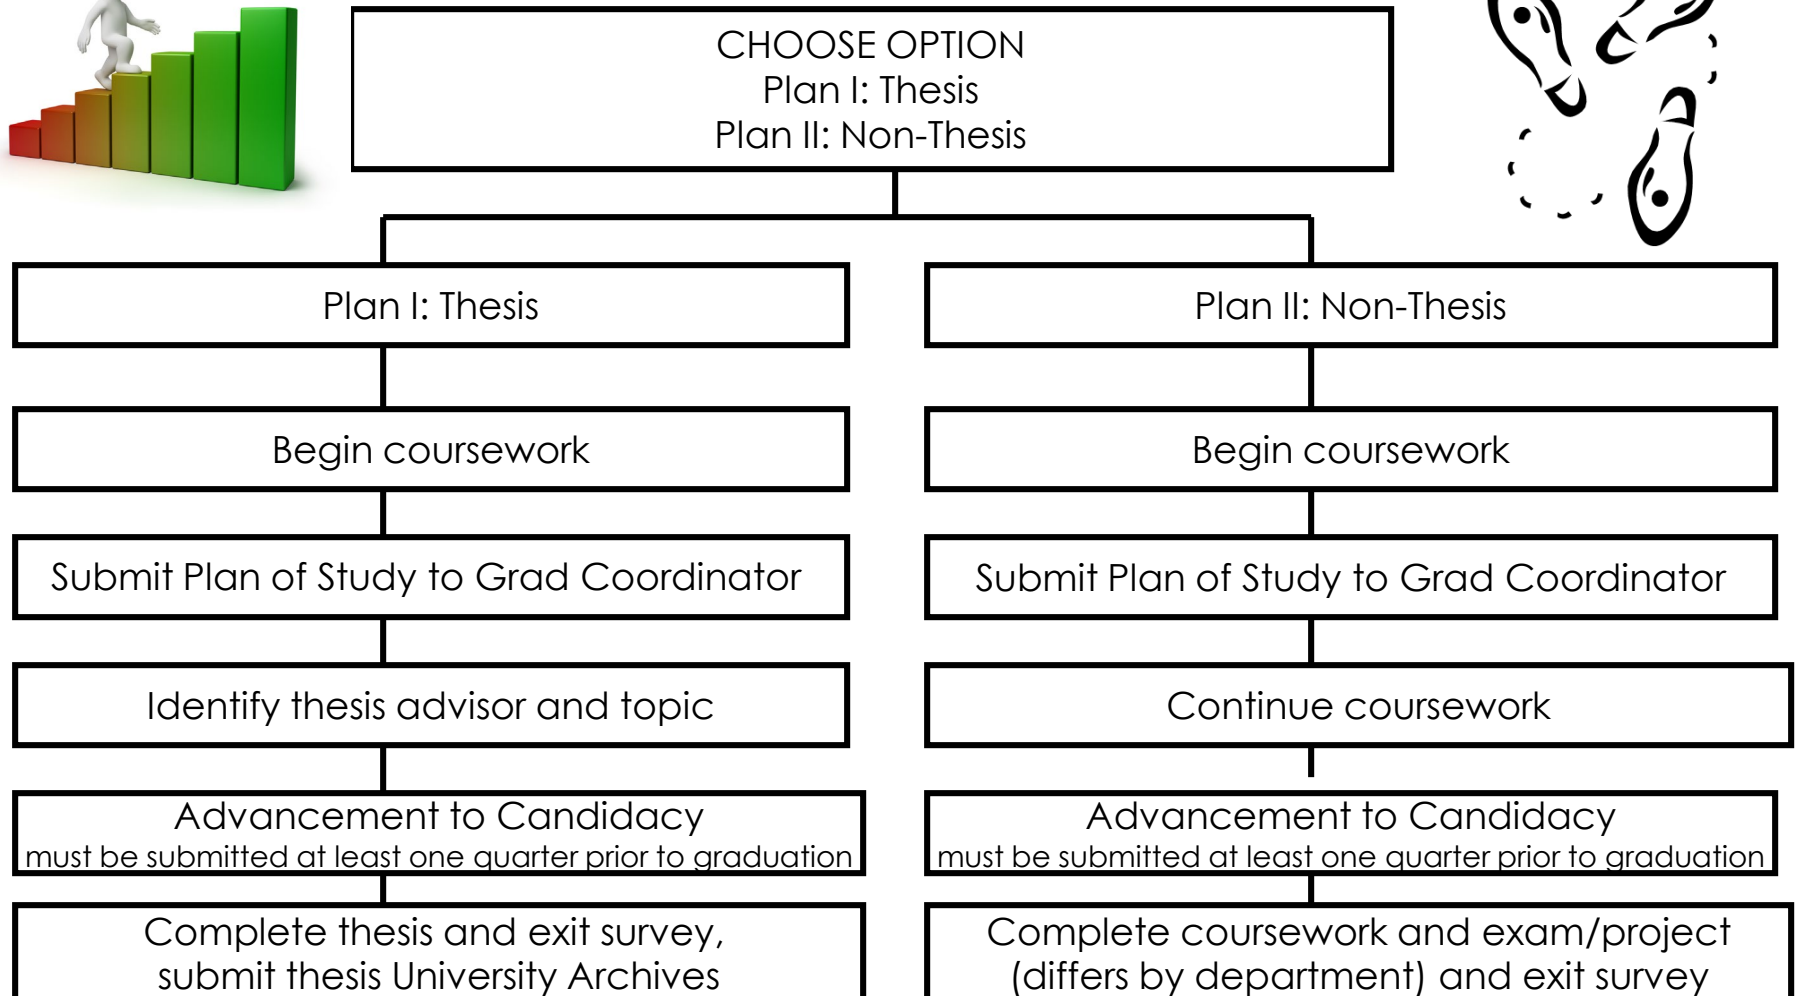 CHOOSE OPTION
Plan I: Thesis
Plan II: Non-Thesis
Plan I: Thesis
Begin coursework
Submit Plan of Study to Grad Coordinator
Identify thesis advisor and topic
Advancement to Candidacy
must be submitted at least one quarter prior to graduation
Complete thesis and exit survey,
submit thesis University Archives
Plan II: Non-Thesis
Begin coursework
Submit Plan of Study to Grad Coordinator
Continue coursework
Advancement to Candidacy
must be submitted at least one quarter prior to graduation
Complete coursework and exam/project
(differs by department) and exit survey